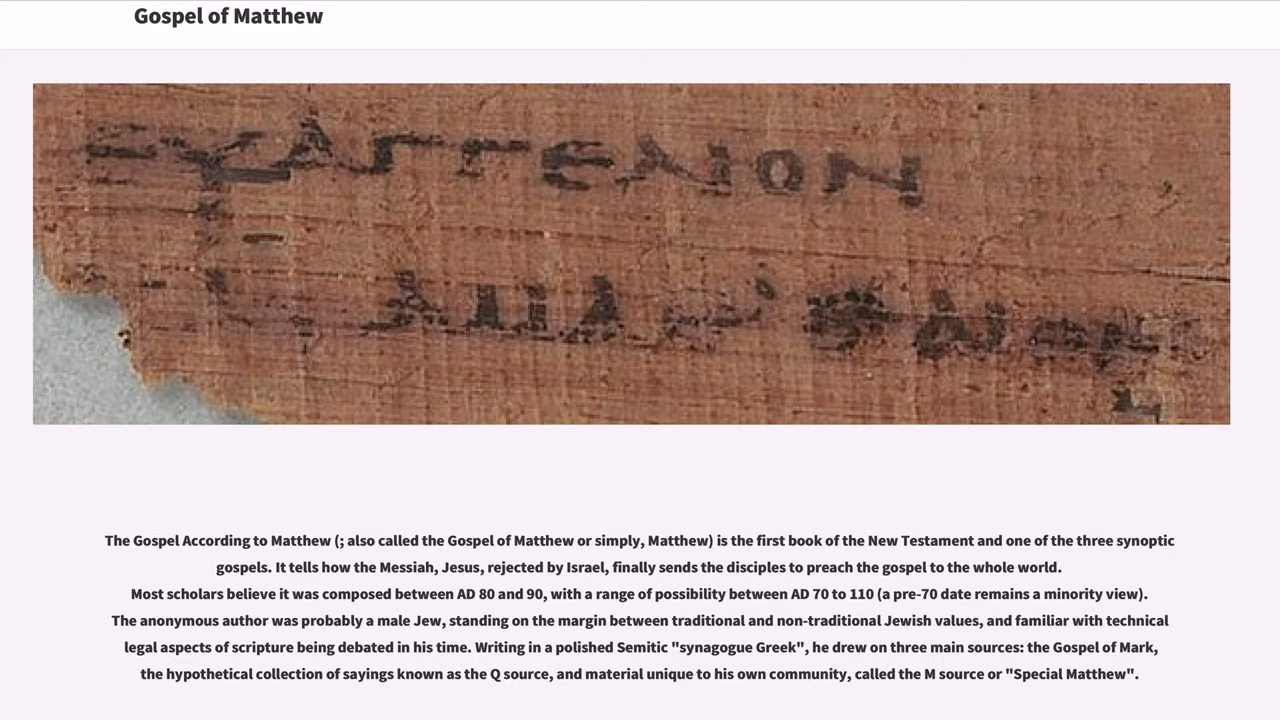 Gospel of Matthew
ⲉⲩⲁⲅⲅⲉⲗⲓⲟⲛ
The Gospel According to Matthew (; also called the Gospel of Matthew or simply, Matthew) is the first book of the New Testament and one of the three synoptic
gospels. It tells how the Messiah, Jesus, rejected by Israel, finally sends the disciples to preach the gospel to the whole world.
Most scholars believe it was composed between AD 80 and 90, with a range of possibility between AD 70 to 110 (a pre-70 date remains a minority view).
The anonymous author was probably a male Jew, standing on the margin between traditional and non-traditional Jewish values, and familiar with technical
legal aspects of scripture being debated in his time. Writing in a polished Semitic "synagogue Greek", he drew on three main sources: the Gospel of Mark,
the hypothetical collection of sayings known as the Q source, and material unique to his own community, called the M source or "Special Matthew".